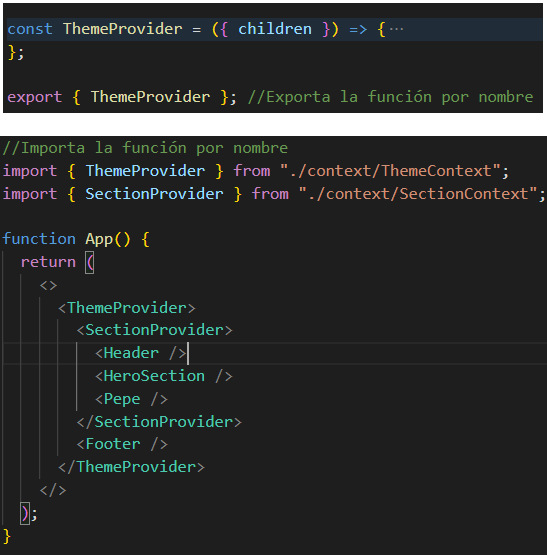 const ThemeProvider = ({ children }) => {···
};
export { ThemeProvider }; //Exporta la función por nombre
//Importa la función por nombre
import { ThemeProvider } from "./context/ThemeContext";
import { SectionProvider } from "./context/SectionContext";
function App() {
  return (
    <>
      <ThemeProvider>
        <SectionProvider>
          <Header />
          <HeroSection />
          <Pepe />
        </SectionProvider>
        <Footer />
      </ThemeProvider>
    </>
  );
}